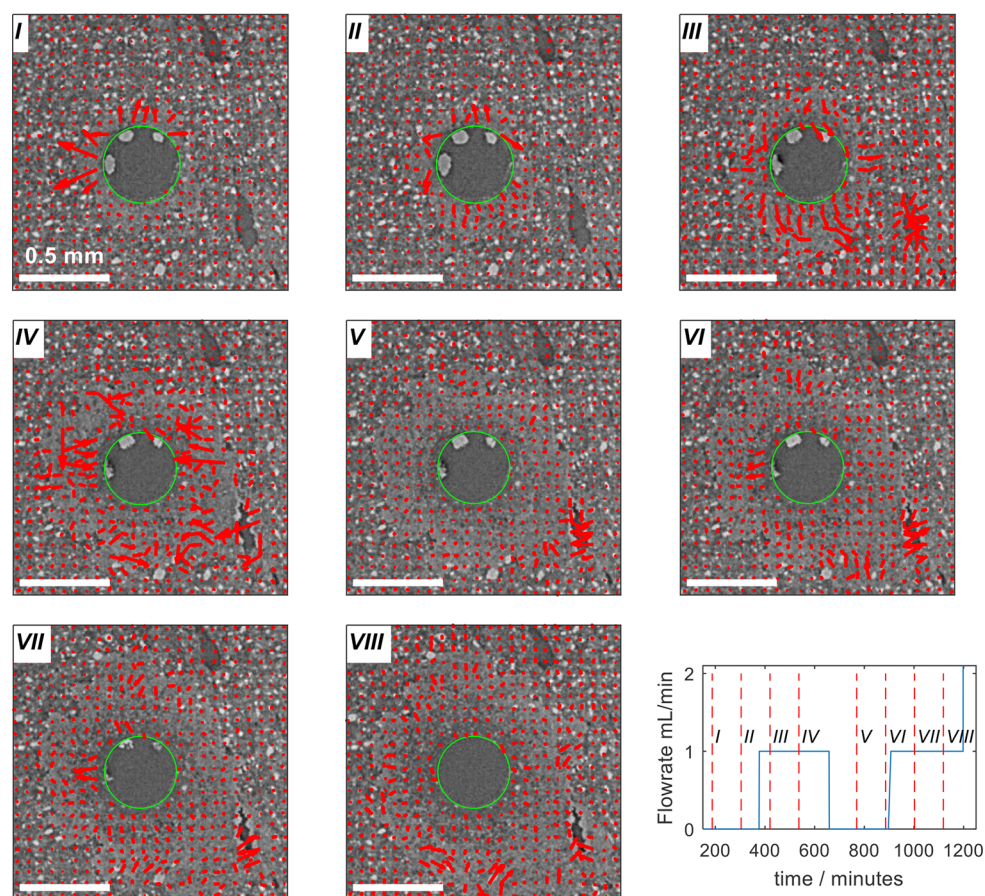 I
II
III
0.5 mm
IV
V
VI
VII
VIII
Flowrate mL/min
2
1
0
I II III IV V VI VII VIII
200 400 600 800 1000 1200
time / minutes